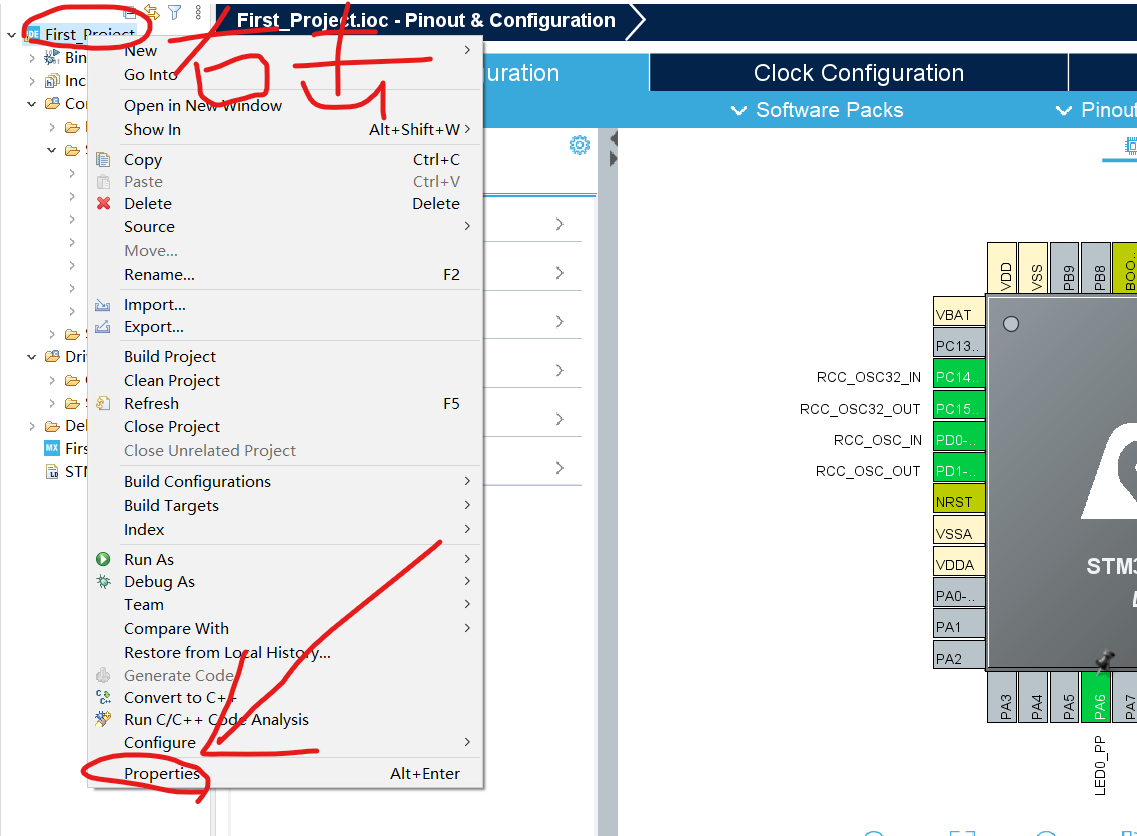 First_Project.ioc - Pinout & Configuration
First_Project
右击
Bin
Inc
Co
Dri
De
MX Firs
STM
New
Go Into
Open in New Window
Show In Alt+Shift+W
Copy Ctrl+C
Paste Ctrl+V
Delete Delete
Source
Move...
Rename... F2
Import...
Export...
Build Project
Clean Project
Refresh F5
Close Project
Close Unrelated Project
Build Configurations
Build Targets
Index
Run As
Debug As
Team
Compare With
Restore from Local History...
Generate Code
Convert to C++
Run C/C++ Code Analysis
Configure
Properties Alt+Enter
uration
Clock Configuration
Software Packs
Pinout
VDD
VSS
PB9
PB8
BOO..
VBAT
PC13..
RCC_OSC32_IN PC14..
RCC_OSC32_OUT PC15..
RCC_OSC_IN PD0-..
RCC_OSC_OUT PD1-..
NRST
VSSA
VDDA
PA0-..
PA1
PA2
STM3
PA3
PA4
PA5
PA6
PA7
LED0_PP